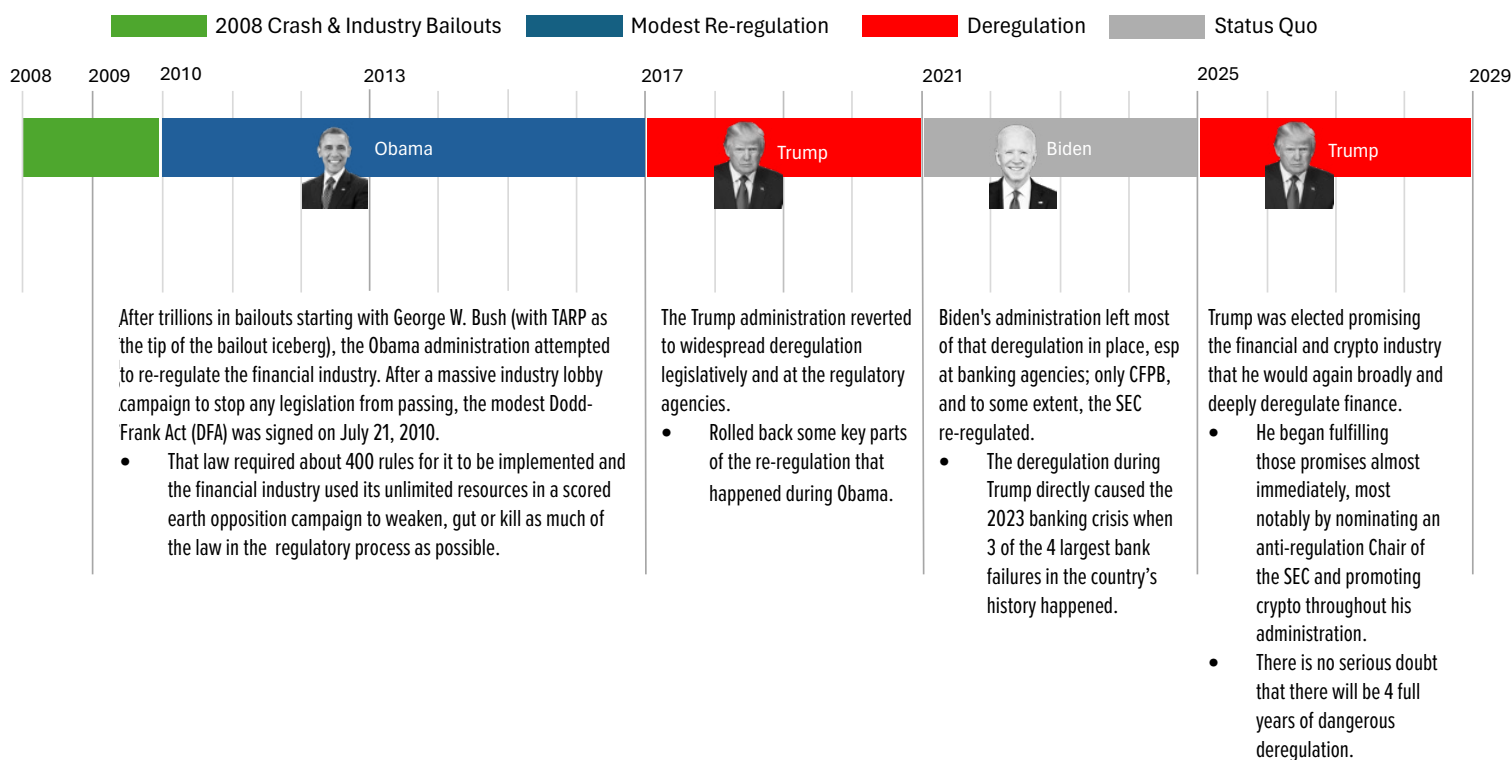 2008 Crash & Industry Bailouts
Modest Re-regulation
Deregulation
Status Quo
2008
2009
2010
2013
2017
2021
2025
2029
Obama
Trump
Biden
Trump
After trillions in bailouts starting with George W. Bush (with TARP as
the tip of the bailout iceberg), the Obama administration attempted
to re-regulate the financial industry. After a massive industry lobby
campaign to stop any legislation from passing, the modest Dodd-
Frank Act (DFA) was signed on July 21, 2010.
• That law required about 400 rules for it to be implemented and
the financial industry used its unlimited resources in a scored
earth opposition campaign to weaken, gut or kill as much of
the law in the regulatory process as possible.
The Trump administration reverted
to widespread deregulation
legislatively and at the regulatory
agencies.
• Rolled back some key parts
of the re-regulation that
happened during Obama.
Biden's administration left most
of that deregulation in place, esp
at banking agencies; only CFPB,
and to some extent, the SEC
re-regulated.
• The deregulation during
Trump directly caused the
2023 banking crisis when
3 of the 4 largest bank
failures in the country’s
history happened.
Trump was elected promising
the financial and crypto industry
that he would again broadly and
deeply deregulate finance.
• He began fulfilling
those promises almost
immediately, most
notably by nominating an
anti-regulation Chair of
the SEC and promoting
crypto throughout his
administration.
• There is no serious doubt
that there will be 4 full
years of dangerous
deregulation.